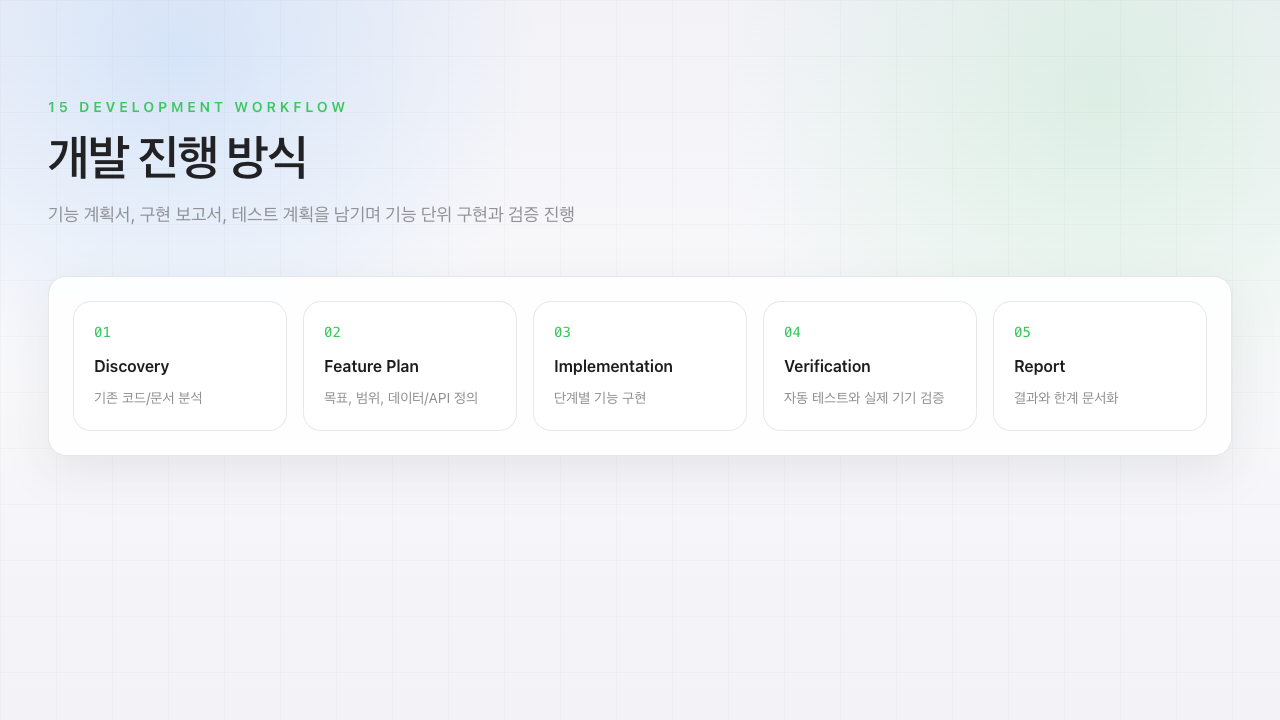 15 DEVELOPMENT WORKFLOW
개발 진행 방식
기능 계획서, 구현 보고서, 테스트 계획을 남기며 기능 단위 구현과 검증 진행
01
Discovery
기존 코드/문서 분석
02
Feature Plan
목표, 범위, 데이터/API 정의
03
Implementation
단계별 기능 구현
04
Verification
자동 테스트와 실제 기기 검증
05
Report
결과와 한계 문서화